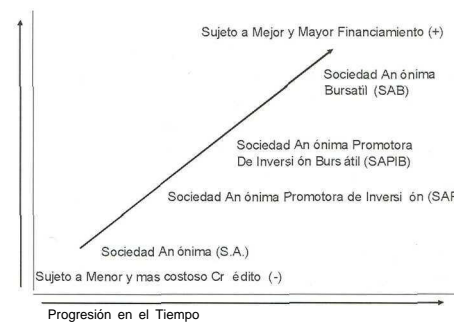 Sujeto a Mejor y Mayor Financiamiento (+)
Sociedad An ónima
Bursatil (SAB)
Sociedad An ónima Promotora
De Inversi ón Burs átil (SAPIB)
Sociedad An ónima Promotora de Inversi ón (SAP
Sociedad An ónima (S.A.)
Sujeto a Menor y mas costoso Cr édito (-)
Progresión en el Tiempo